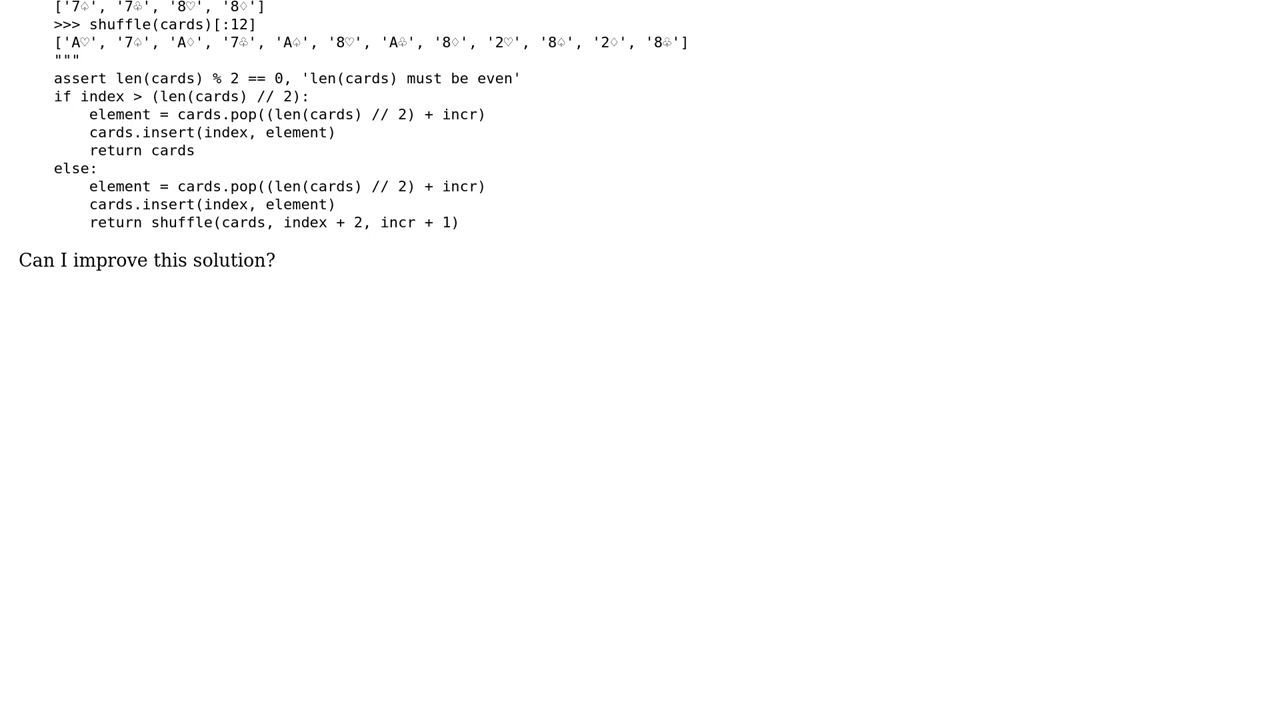 ['7♤', '7♧', '8♡', '8♢']
>>> shuffle(cards)[:12]
['A♡', '7♤', 'A♢', '7♧', 'A♤', '8♡', 'A♧', '8♢', '2♡', '8♤', '2♢', '8♧']
"""
assert len(cards) % 2 == 0, 'len(cards) must be even'
if index > (len(cards) // 2):
    element = cards.pop((len(cards) // 2) + incr)
    cards.insert(index, element)
    return cards
else:
    element = cards.pop((len(cards) // 2) + incr)
    cards.insert(index, element)
    return shuffle(cards, index + 2, incr + 1)
Can I improve this solution?